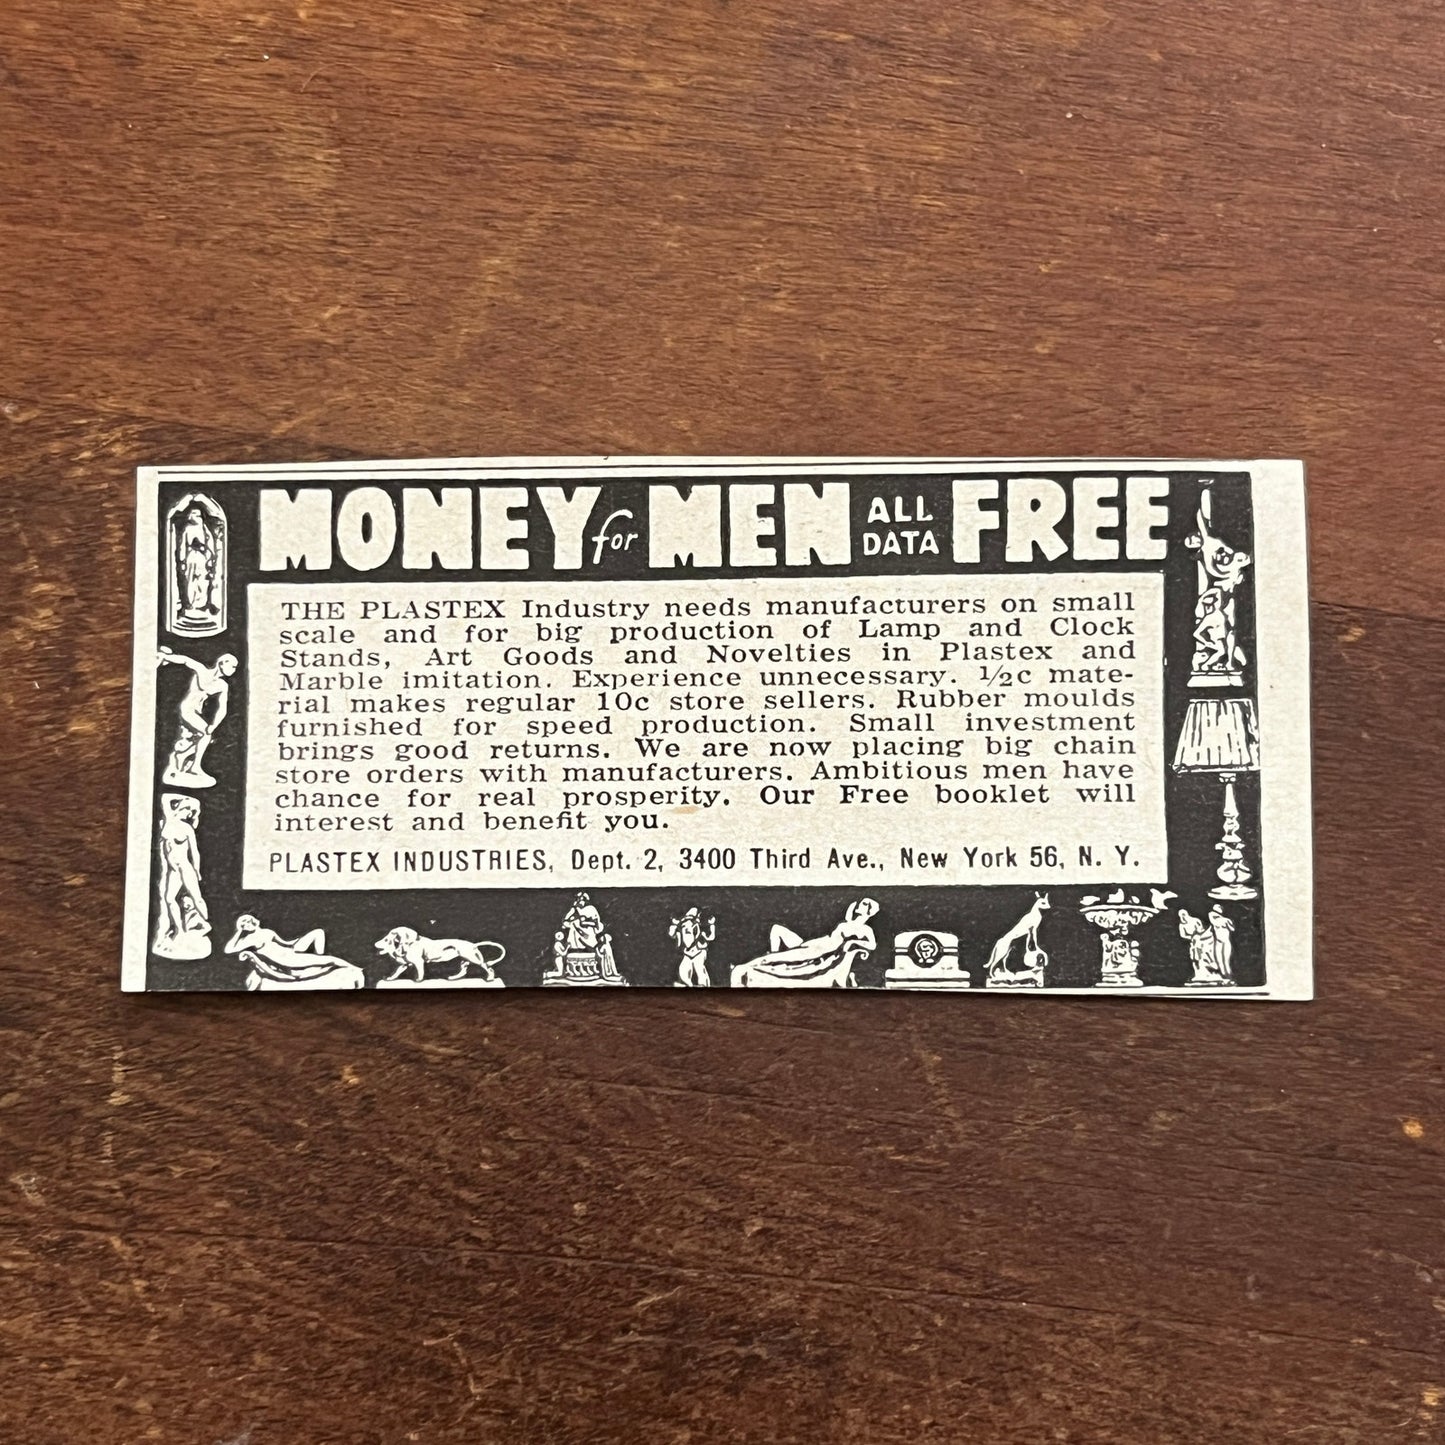 MONEY for MEN ALL DATA FREE
THE PLASTEX Industry needs manufacturers on small
scale and for big production of Lamp and Clock
Stands, Art Goods and Novelties in Plastex and
Marble imitation. Experience unnecessary. ½c mate-
rial makes regular 10c store sellers. Rubber moulds
furnished for speed production. Small investment
brings good returns. We are now placing big chain
store orders with manufacturers. Ambitious men have
chance for real prosperity. Our Free booklet will
interest and benefit you.
PLASTEX INDUSTRIES, Dept. 2, 3400 Third Ave., New York 56, N. Y.